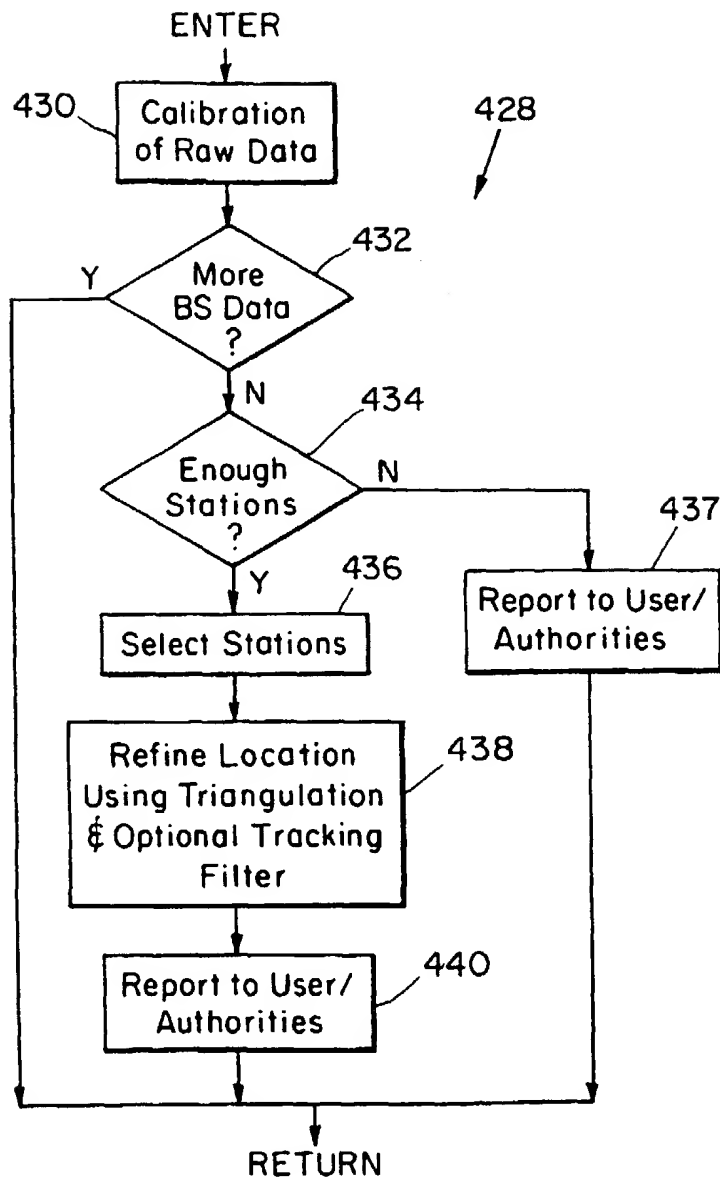 ENTER
430
Calibration
of Raw Data
428
432
Y
More
BS Data
?
N
434
Enough
Stations
?
N
Y
437
436
Report to User/
Authorities
Select Stations
Refine Location
Using Triangulation
& Optional Tracking
Filter
438
440
Report to User/
Authorities
RETURN